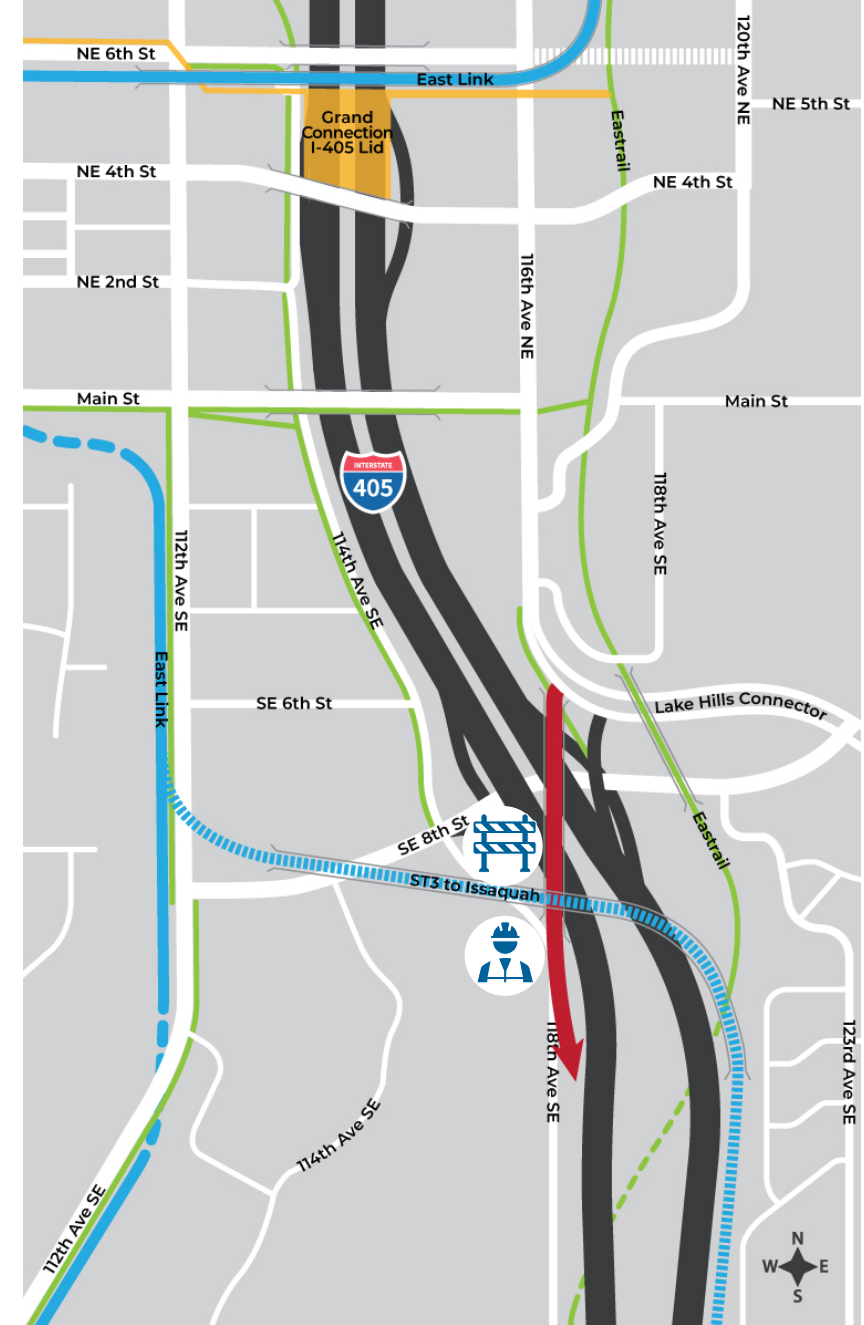 120th Ave NE
NE 6th St
East Link
NE 5th St
Grand
Connection
I-405 Lid
Eastrail
NE 4th St
NE 4th St
NE 2nd St
116th Ave NE
Main St
Main St
INTERSTATE
405
118th Ave SE
112th Ave SE
114th Ave SE
East Link
SE 6th St
Lake Hills Connector
SE 8th St
Eastrail
ST3 to Issaquah
118th Ave SE
123rd Ave SE
114th Ave SE
112th Ave SE
N
W
E
S